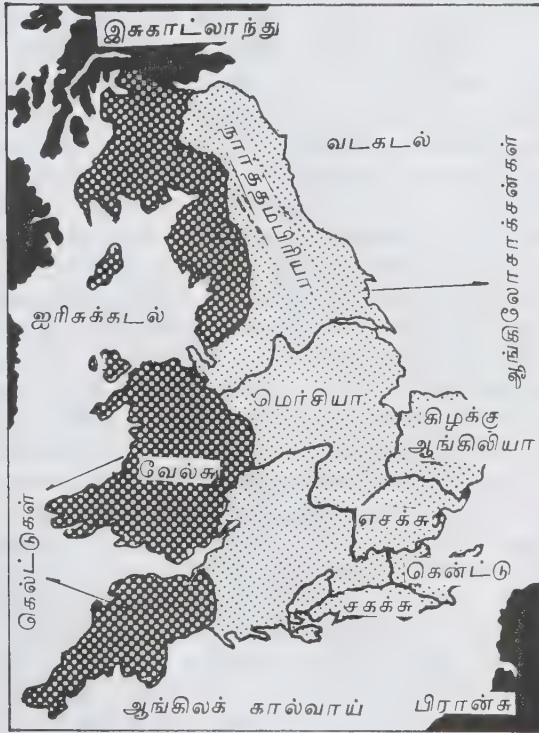 இசுகாட்லாந்து
வடகடல்
நார்த்தம்பிரியா
ஆங்கிலோசாக்சன்கள்
ஐரிசுக்கடல்
மெர்சியா
கிழக்கு
ஆங்கிலியா
வேல்சு
எசக்சு
கெல்ட்டுகள்
கென்ட்டு
சசக்சு
ஆங்கிலக் கால்வாய்
பிரான்சு